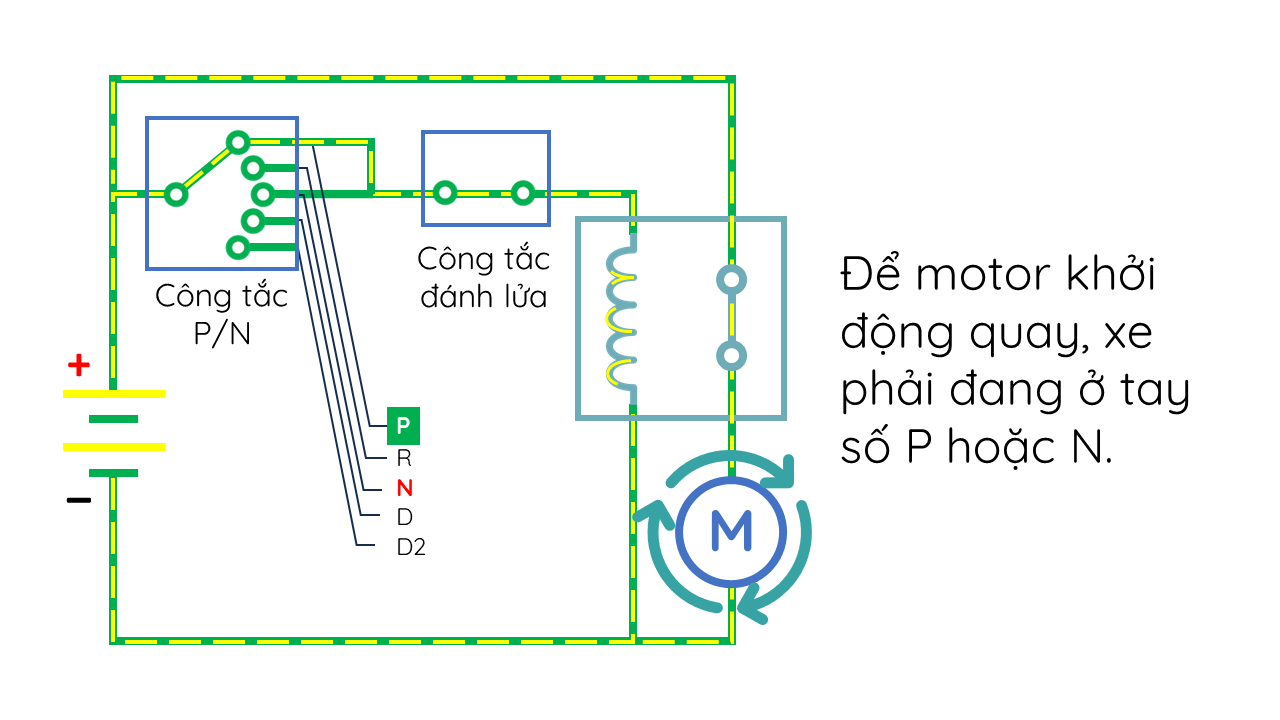 Công tắc
P/N
Công tắc
đánh lửa
+
−
P
R
N
D
D2
M
Để motor khởi
động quay, xe
phải đang ở tay
số P hoặc N.